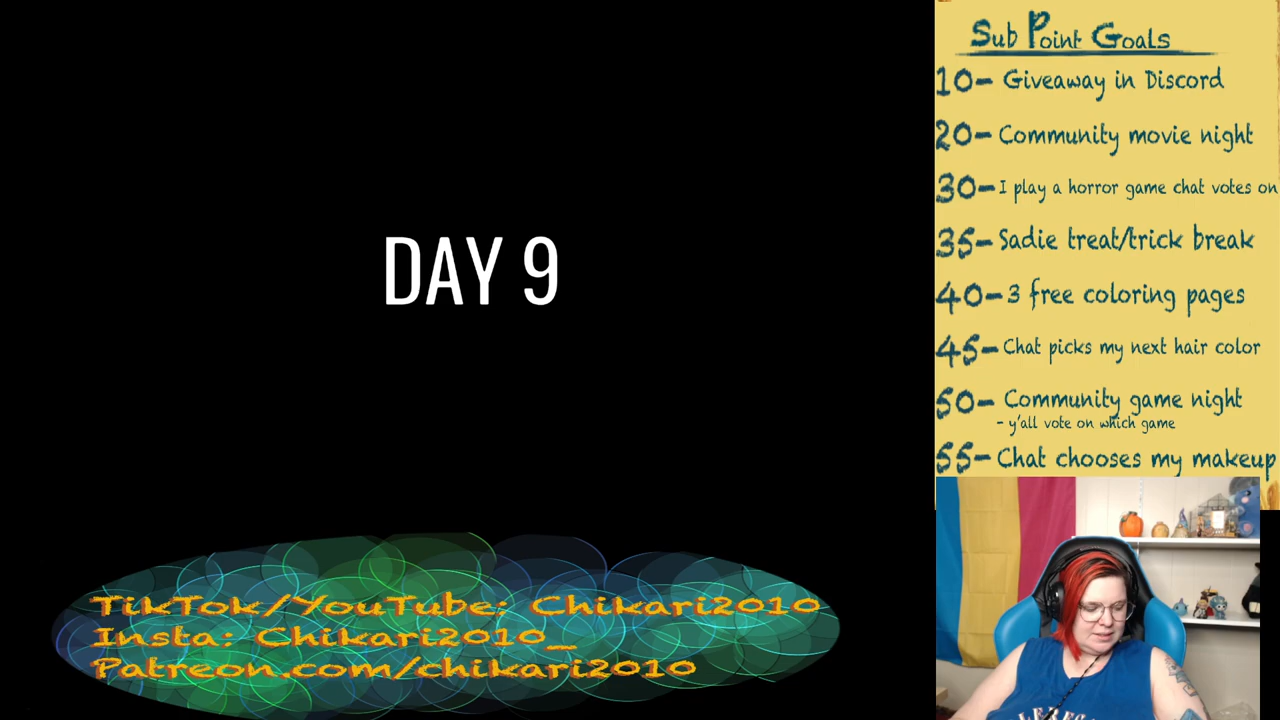 DAY 9
TikTok/YouTube: Chikari2010
Insta: Chikari2010_
Patreon.com/chikari2010
Sub Point Goals
10- Giveaway in Discord
20- Community movie night
30- I play a horror game chat votes on
35- Sadie treat/trick break
40- 3 free coloring pages
45- Chat picks my next hair color
50- Community game night
- y'all vote on which game
55- Chat chooses my makeup